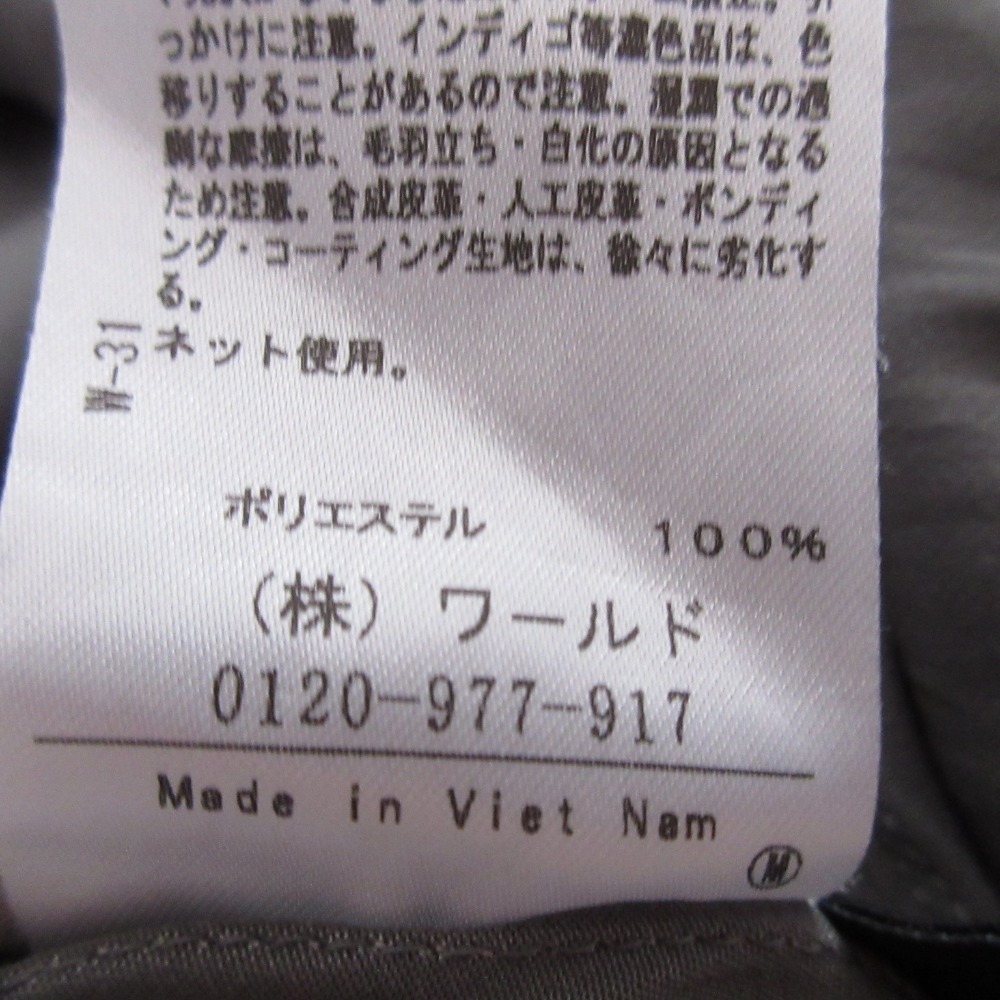 っかけに注意。インディゴ等濃色品は、色
移りすることがあるので注意。湿潤での過
剰な摩擦は、毛羽立ち・白化の原因となる
ため注意。合成皮革・人工皮革・ボンディ
ング・コーティング生地は、徐々に劣化す
る。
ネット使用。
W-31
ポリエステル 100%
(株) ワールド
0120-977-917
Made in Viet Nam
M